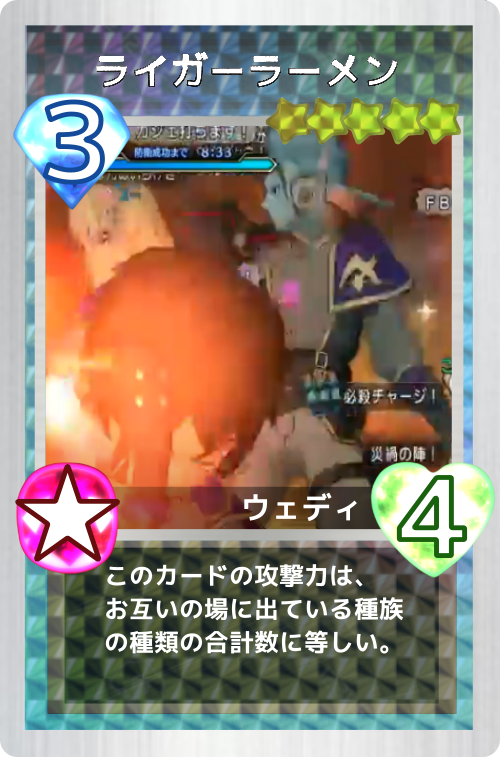 ライガーラーメン
3
防衛成功まで 8:33
FB
必殺チャージ!
災禍の陣!
ウェディ
4
このカードの攻撃力は、
お互いの場に出ている種族
の種類の合計数に等しい。